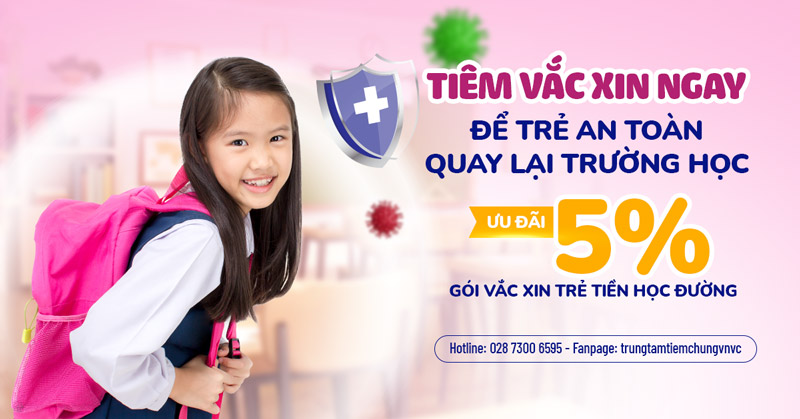 TIÊM VẮC XIN NGAY
ĐỂ TRẺ AN TOÀN
QUAY LẠI TRƯỜNG HỌC
ƯU ĐÃI 5%
GÓI VẮC XIN TRẺ TIỀN HỌC ĐƯỜNG
Hotline: 028 7300 6595 - Fanpage: trungtamtiemchungvnvc